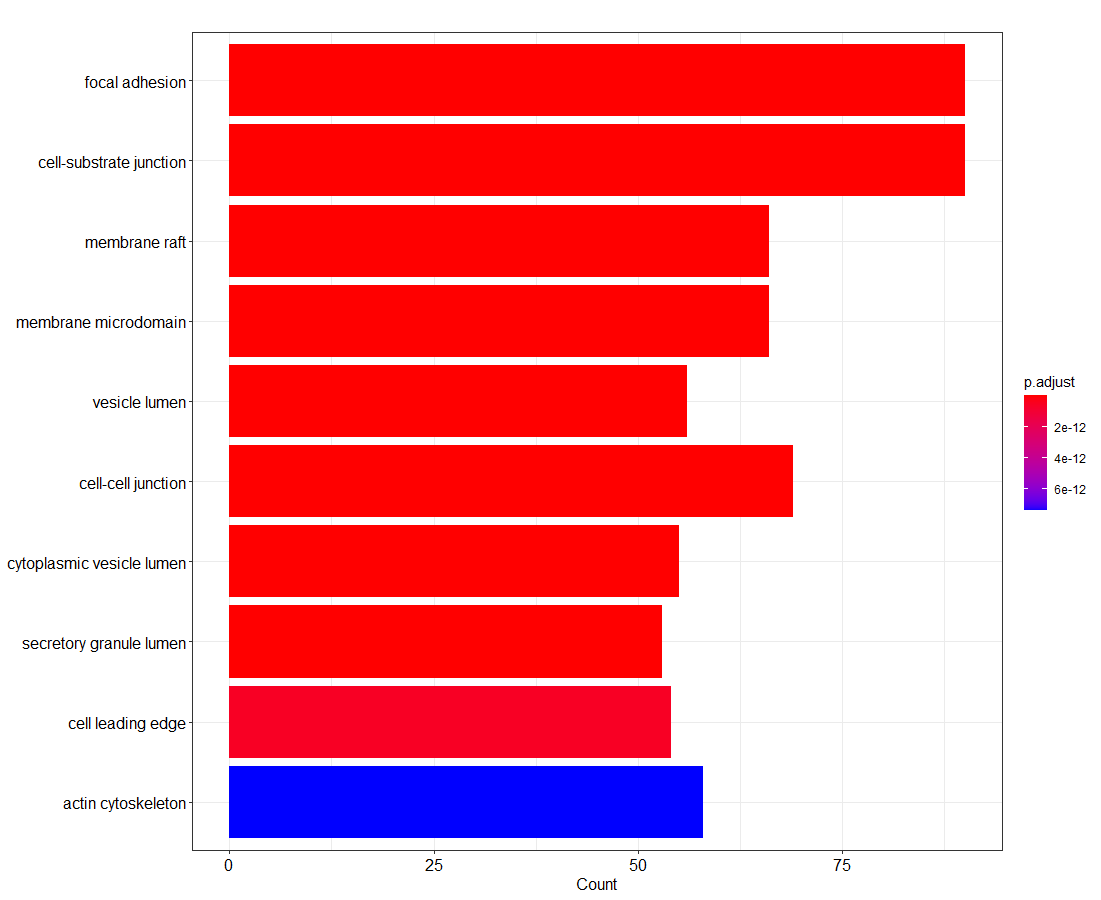 focal adhesion
cell-substrate junction
membrane raft
membrane microdomain
vesicle lumen
cell-cell junction
cytoplasmic vesicle lumen
secretory granule lumen
cell leading edge
actin cytoskeleton
0 25 50 75
Count
p.adjust
2e-12
4e-12
6e-12